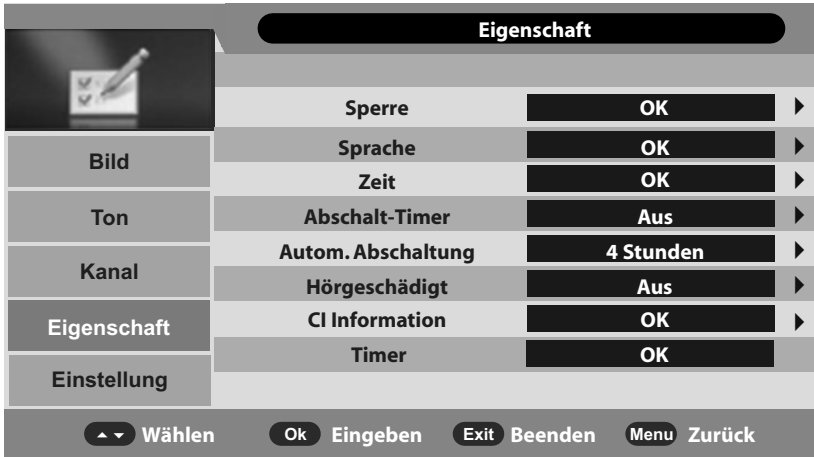 Eigenschaft
Sperre OK
Sprache OK
Zeit OK
Abschalt-Timer Aus
Autom. Abschaltung 4 Stunden
Hörgeschädigt Aus
CI Information OK
Timer OK
Bild
Ton
Kanal
Eigenschaft
Einstellung
Wählen Ok Eingeben Exit Beenden Menu Zurück